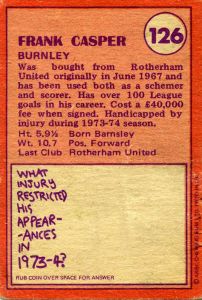 126
FRANK CASPER
BURNLEY
Was bought from Rotherham
United originally in June 1967 and
has been used both as a schemer
and scorer. Has over 100 League
goals in his career. Cost a £40,000
fee when signed. Handicapped by
injury during 1973-74 season.
Ht. 5.9½ Born Barnsley
Wt. 10.7 Pos. Forward
Last Club Rotherham United
WHAT
INJURY
RESTRICTED
HIS
APPEAR-
-ANCES
IN
1973-4?
RUB COIN OVER SPACE FOR ANSWER